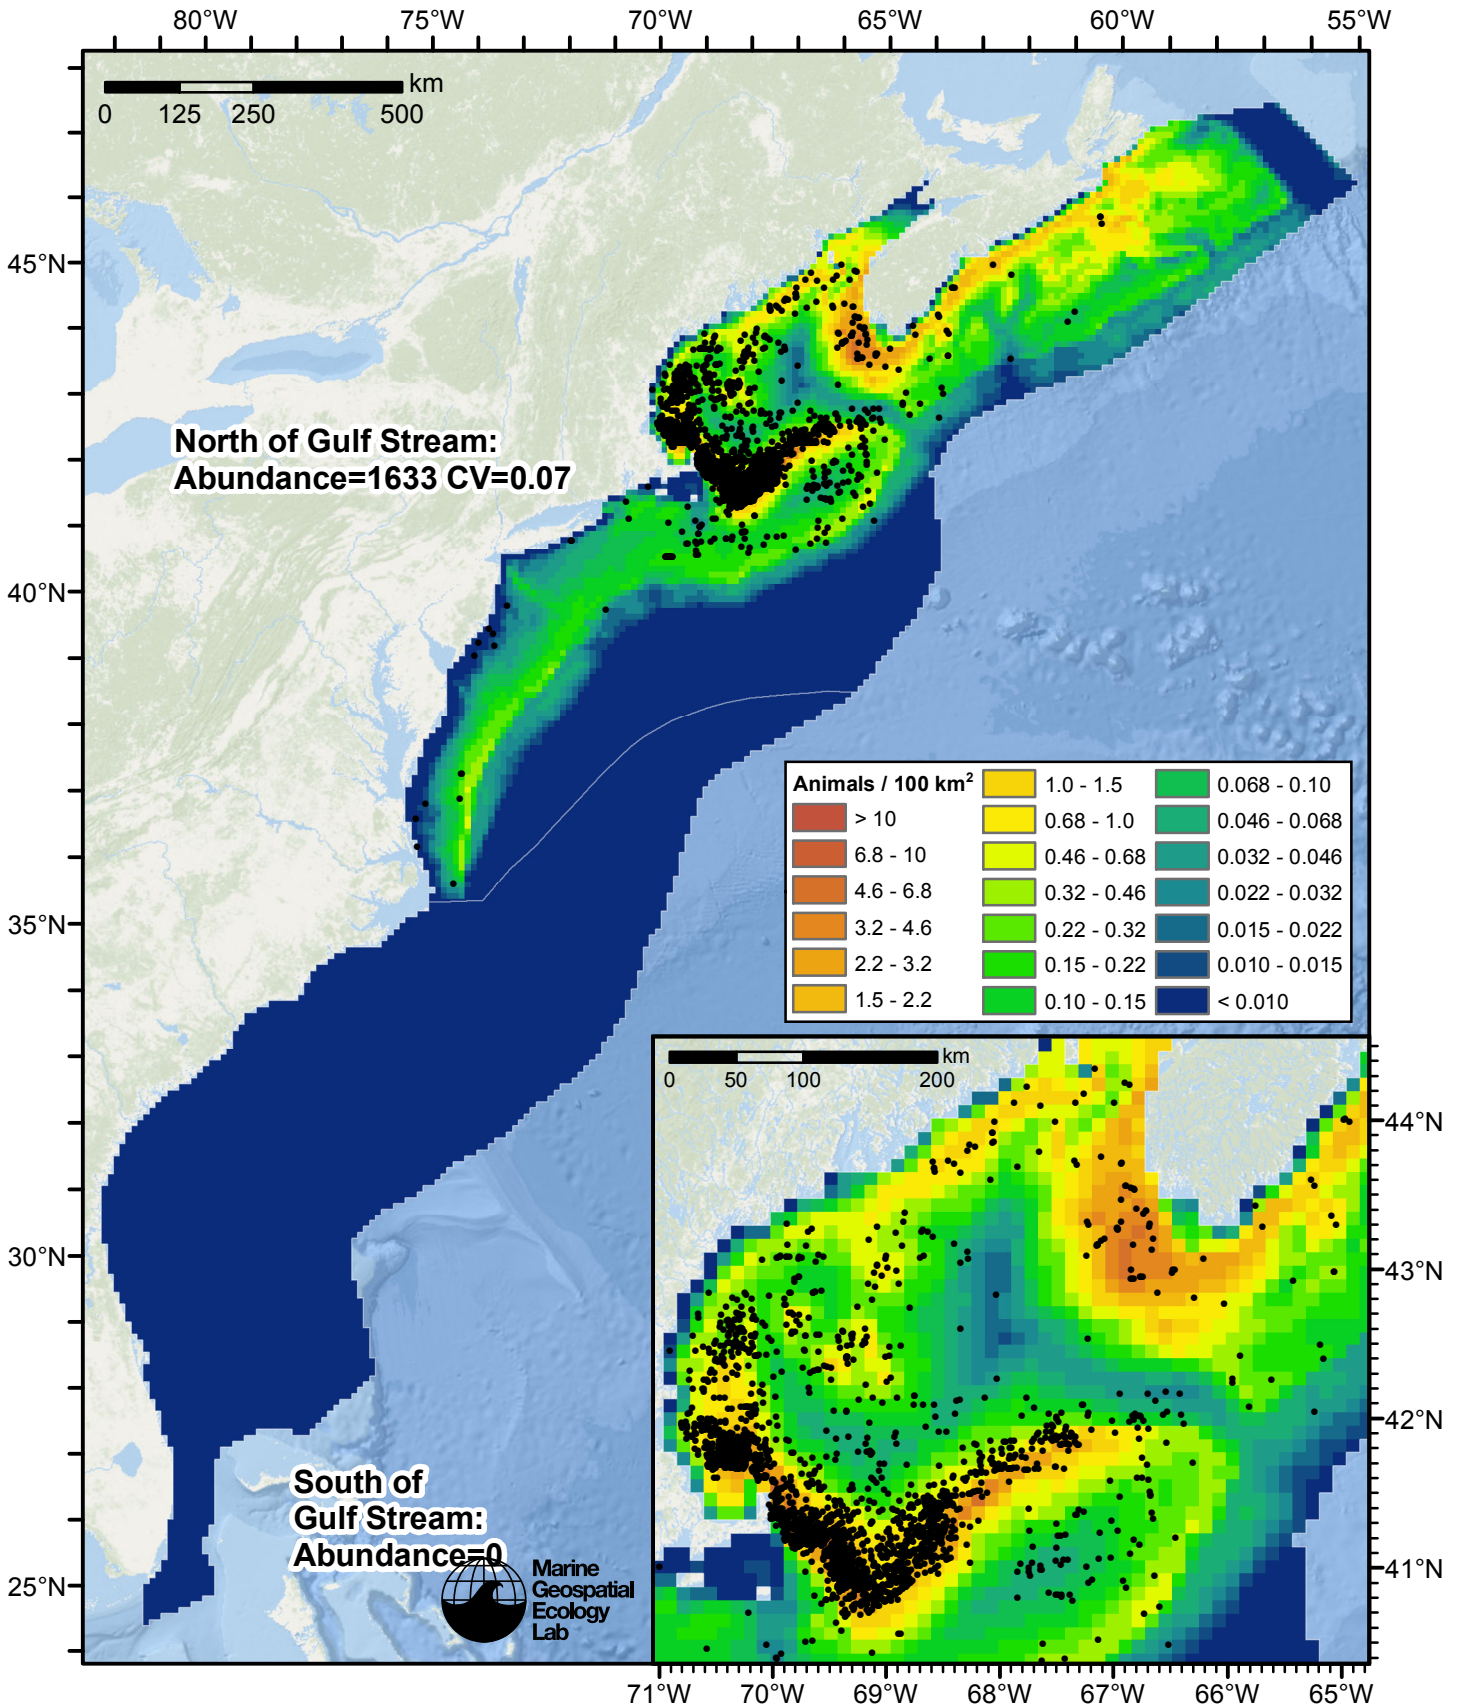 80°W 75°W 70°W 65°W 60°W 55°W
km
0 125 250 500
45°N
North of Gulf Stream:
Abundance=1633 CV=0.07
40°N
35°N
30°N
25°N
Animals / 100 km²
> 10
6.8 - 10
4.6 - 6.8
3.2 - 4.6
2.2 - 3.2
1.5 - 2.2
1.0 - 1.5
0.68 - 1.0
0.46 - 0.68
0.32 - 0.46
0.22 - 0.32
0.15 - 0.22
0.10 - 0.15
0.068 - 0.10
0.046 - 0.068
0.032 - 0.046
0.022 - 0.032
0.015 - 0.022
0.010 - 0.015
< 0.010
South of
Gulf Stream:
Abundance=0
Marine
Geospatial
Ecology
Lab
km
0 50 100 200
44°N
43°N
42°N
41°N
71°W 70°W 69°W 68°W 67°W 66°W 65°W